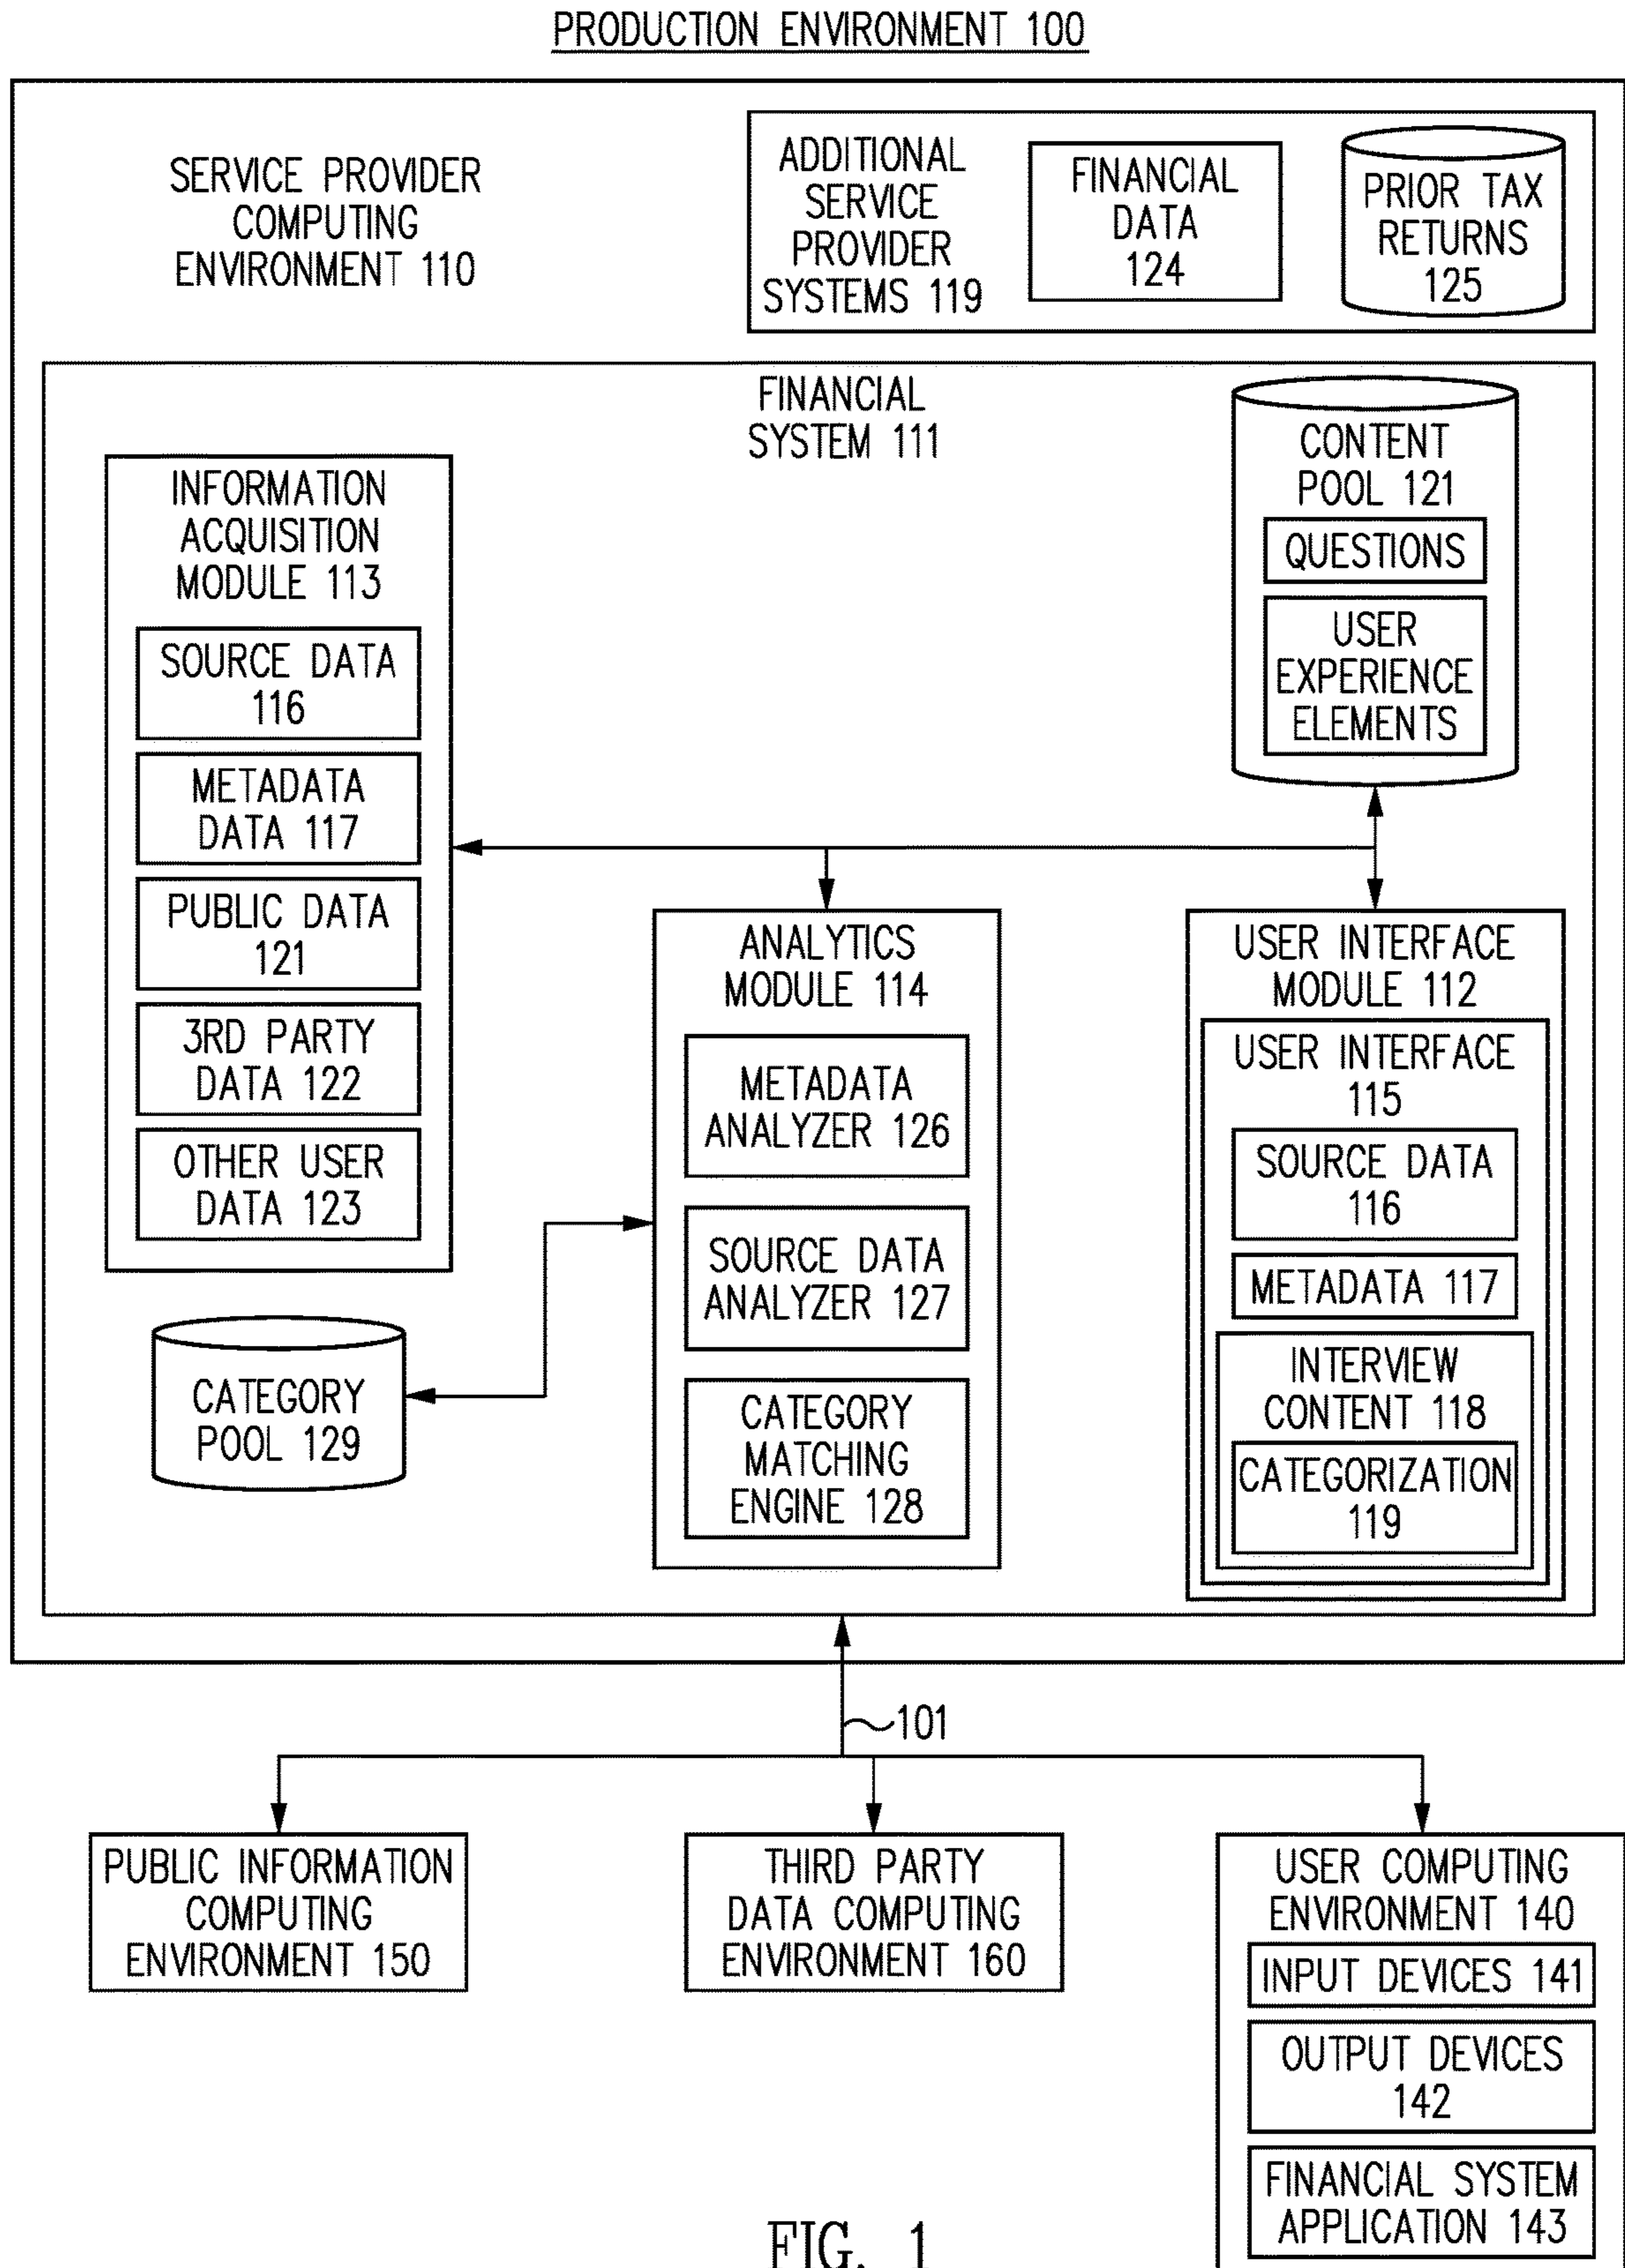 PRODUCTION ENVIRONMENT 100
SERVICE PROVIDER
COMPUTING
ENVIRONMENT 110
ADDITIONAL
SERVICE
PROVIDER
SYSTEMS 119
FINANCIAL
DATA
124
PRIOR TAX
RETURNS
125
FINANCIAL
SYSTEM 111
INFORMATION
ACQUISITION
MODULE 113
SOURCE DATA
116
METADATA
DATA 117
PUBLIC DATA
121
3RD PARTY
DATA 122
OTHER USER
DATA 123
CATEGORY
POOL 129
CONTENT
POOL 121
QUESTIONS
USER
EXPERIENCE
ELEMENTS
ANALYTICS
MODULE 114
METADATA
ANALYZER 126
SOURCE DATA
ANALYZER 127
CATEGORY
MATCHING
ENGINE 128
USER INTERFACE
MODULE 112
USER INTERFACE
115
SOURCE DATA
116
METADATA 117
INTERVIEW
CONTENT 118
CATEGORIZATION
119
101
PUBLIC INFORMATION
COMPUTING
ENVIRONMENT 150
THIRD PARTY
DATA COMPUTING
ENVIRONMENT 160
USER COMPUTING
ENVIRONMENT 140
INPUT DEVICES 141
OUTPUT DEVICES
142
FINANCIAL SYSTEM
APPLICATION 143
FIG. 1